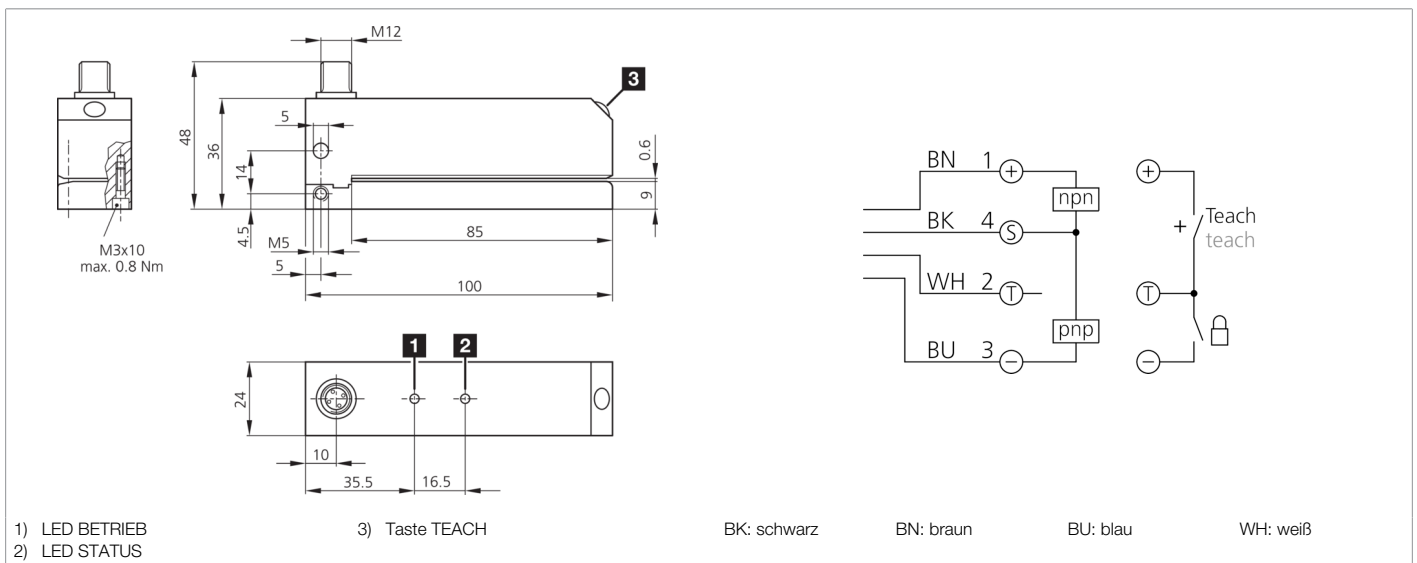 M12
3
48
36
5
14
0.6
9
4.5
M5
5
85
100
M3x10
max. 0.8 Nm
1 2
24
10
35.5 16.5
BN 1 +
npn
BK 4 S
WH 2 T
pnp
BU 3 −
+
+ Teach
teach
T
−
1) LED BETRIEB 3) Taste TEACH BK: schwarz BN: braun BU: blau WH: weiß
2) LED STATUS